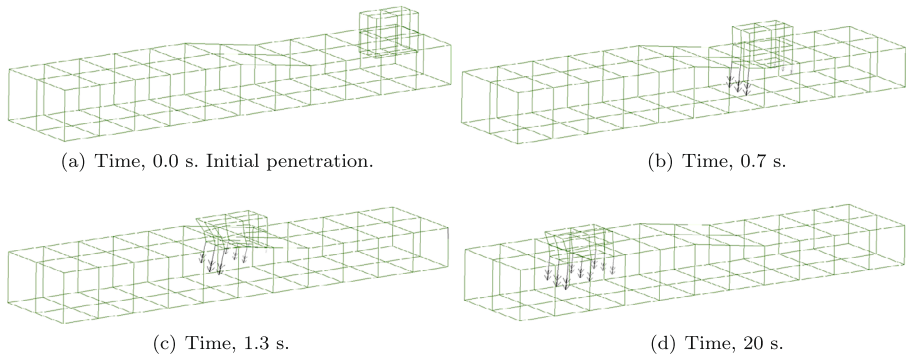 (a) Time, 0.0 s. Initial penetration.
(b) Time, 0.7 s.
(c) Time, 1.3 s.
(d) Time, 20 s.